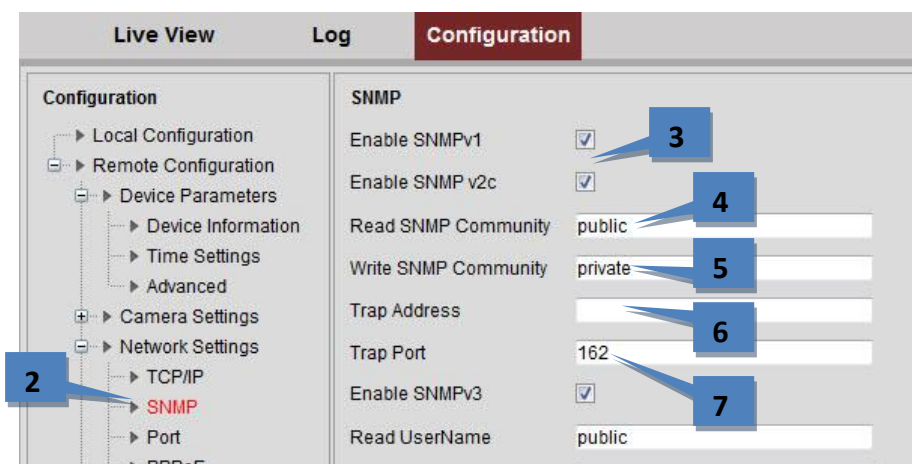 Live View Log Configuration
Configuration
Local Configuration
Remote Configuration
Device Parameters
Device Information
Time Settings
Advanced
Camera Settings
Network Settings
TCP/IP
2
SNMP
Port
PPPoE
SNMP
Enable SNMPv1
3
Enable SNMP v2c
Read SNMP Community public
4
Write SNMP Community private
5
Trap Address
6
Trap Port 162
7
Enable SNMPv3
Read UserName public